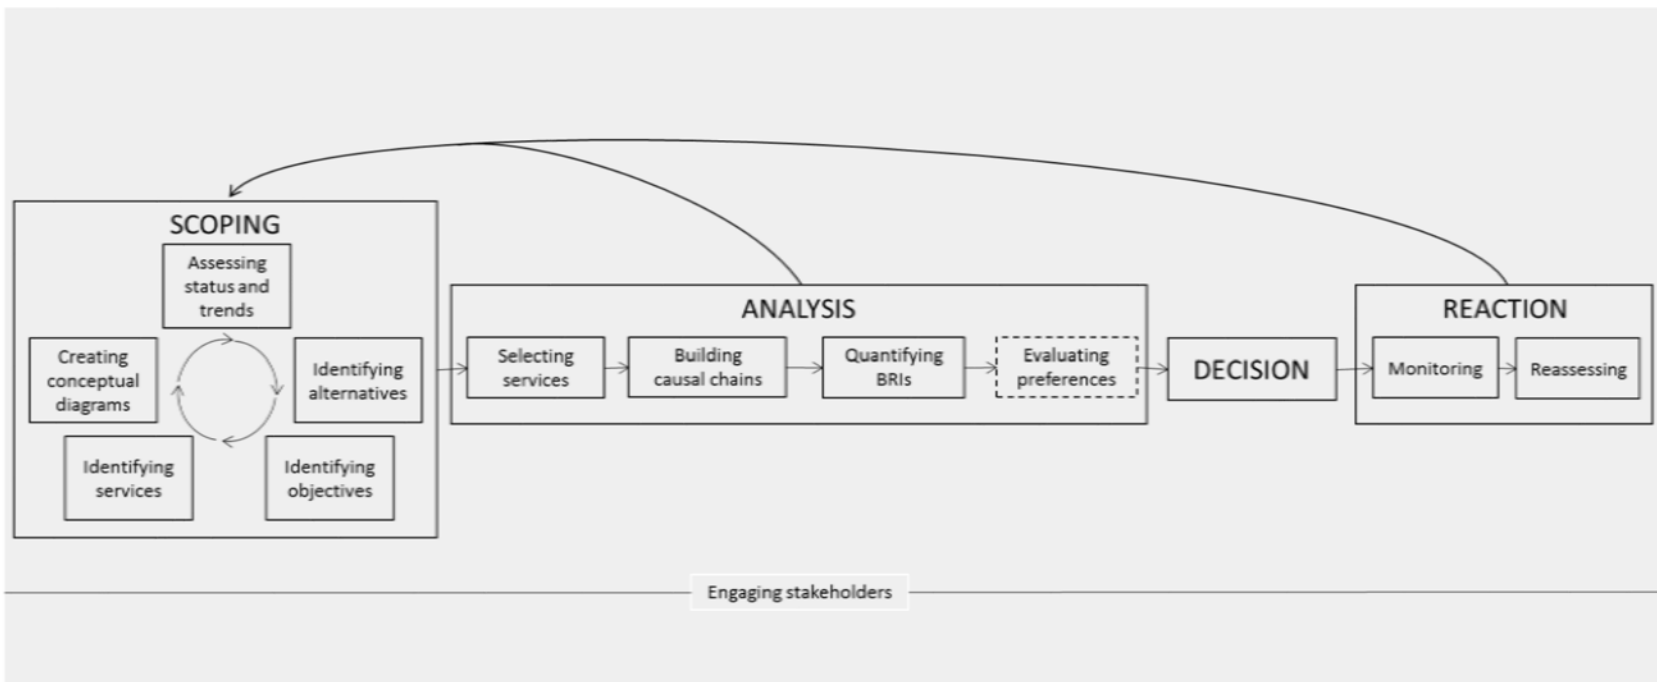 SCOPING
Assessing
status and
trends
Creating
conceptual
diagrams
Identifying
alternatives
Identifying
services
Identifying
objectives
ANALYSIS
Selecting
services
Building
causal chains
Quantifying
BRIs
Evaluating
preferences
DECISION
REACTION
Monitoring
Reassessing
Engaging stakeholders